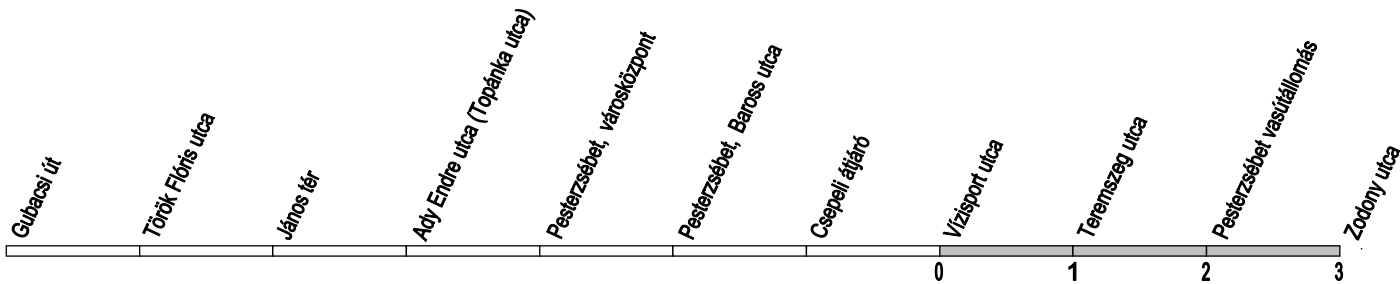 Gubacsi út
Török Flóris utca
János tér
Ady Endre utca (Topánka utca)
Pesterzsébet, városközpont
Pesterzsébet, Baross utca
Csepeli átjáró
Vízisport utca
Teremszeg utca
Pesterzsébet vasútállomás
Zodony utca
0 1 2 3